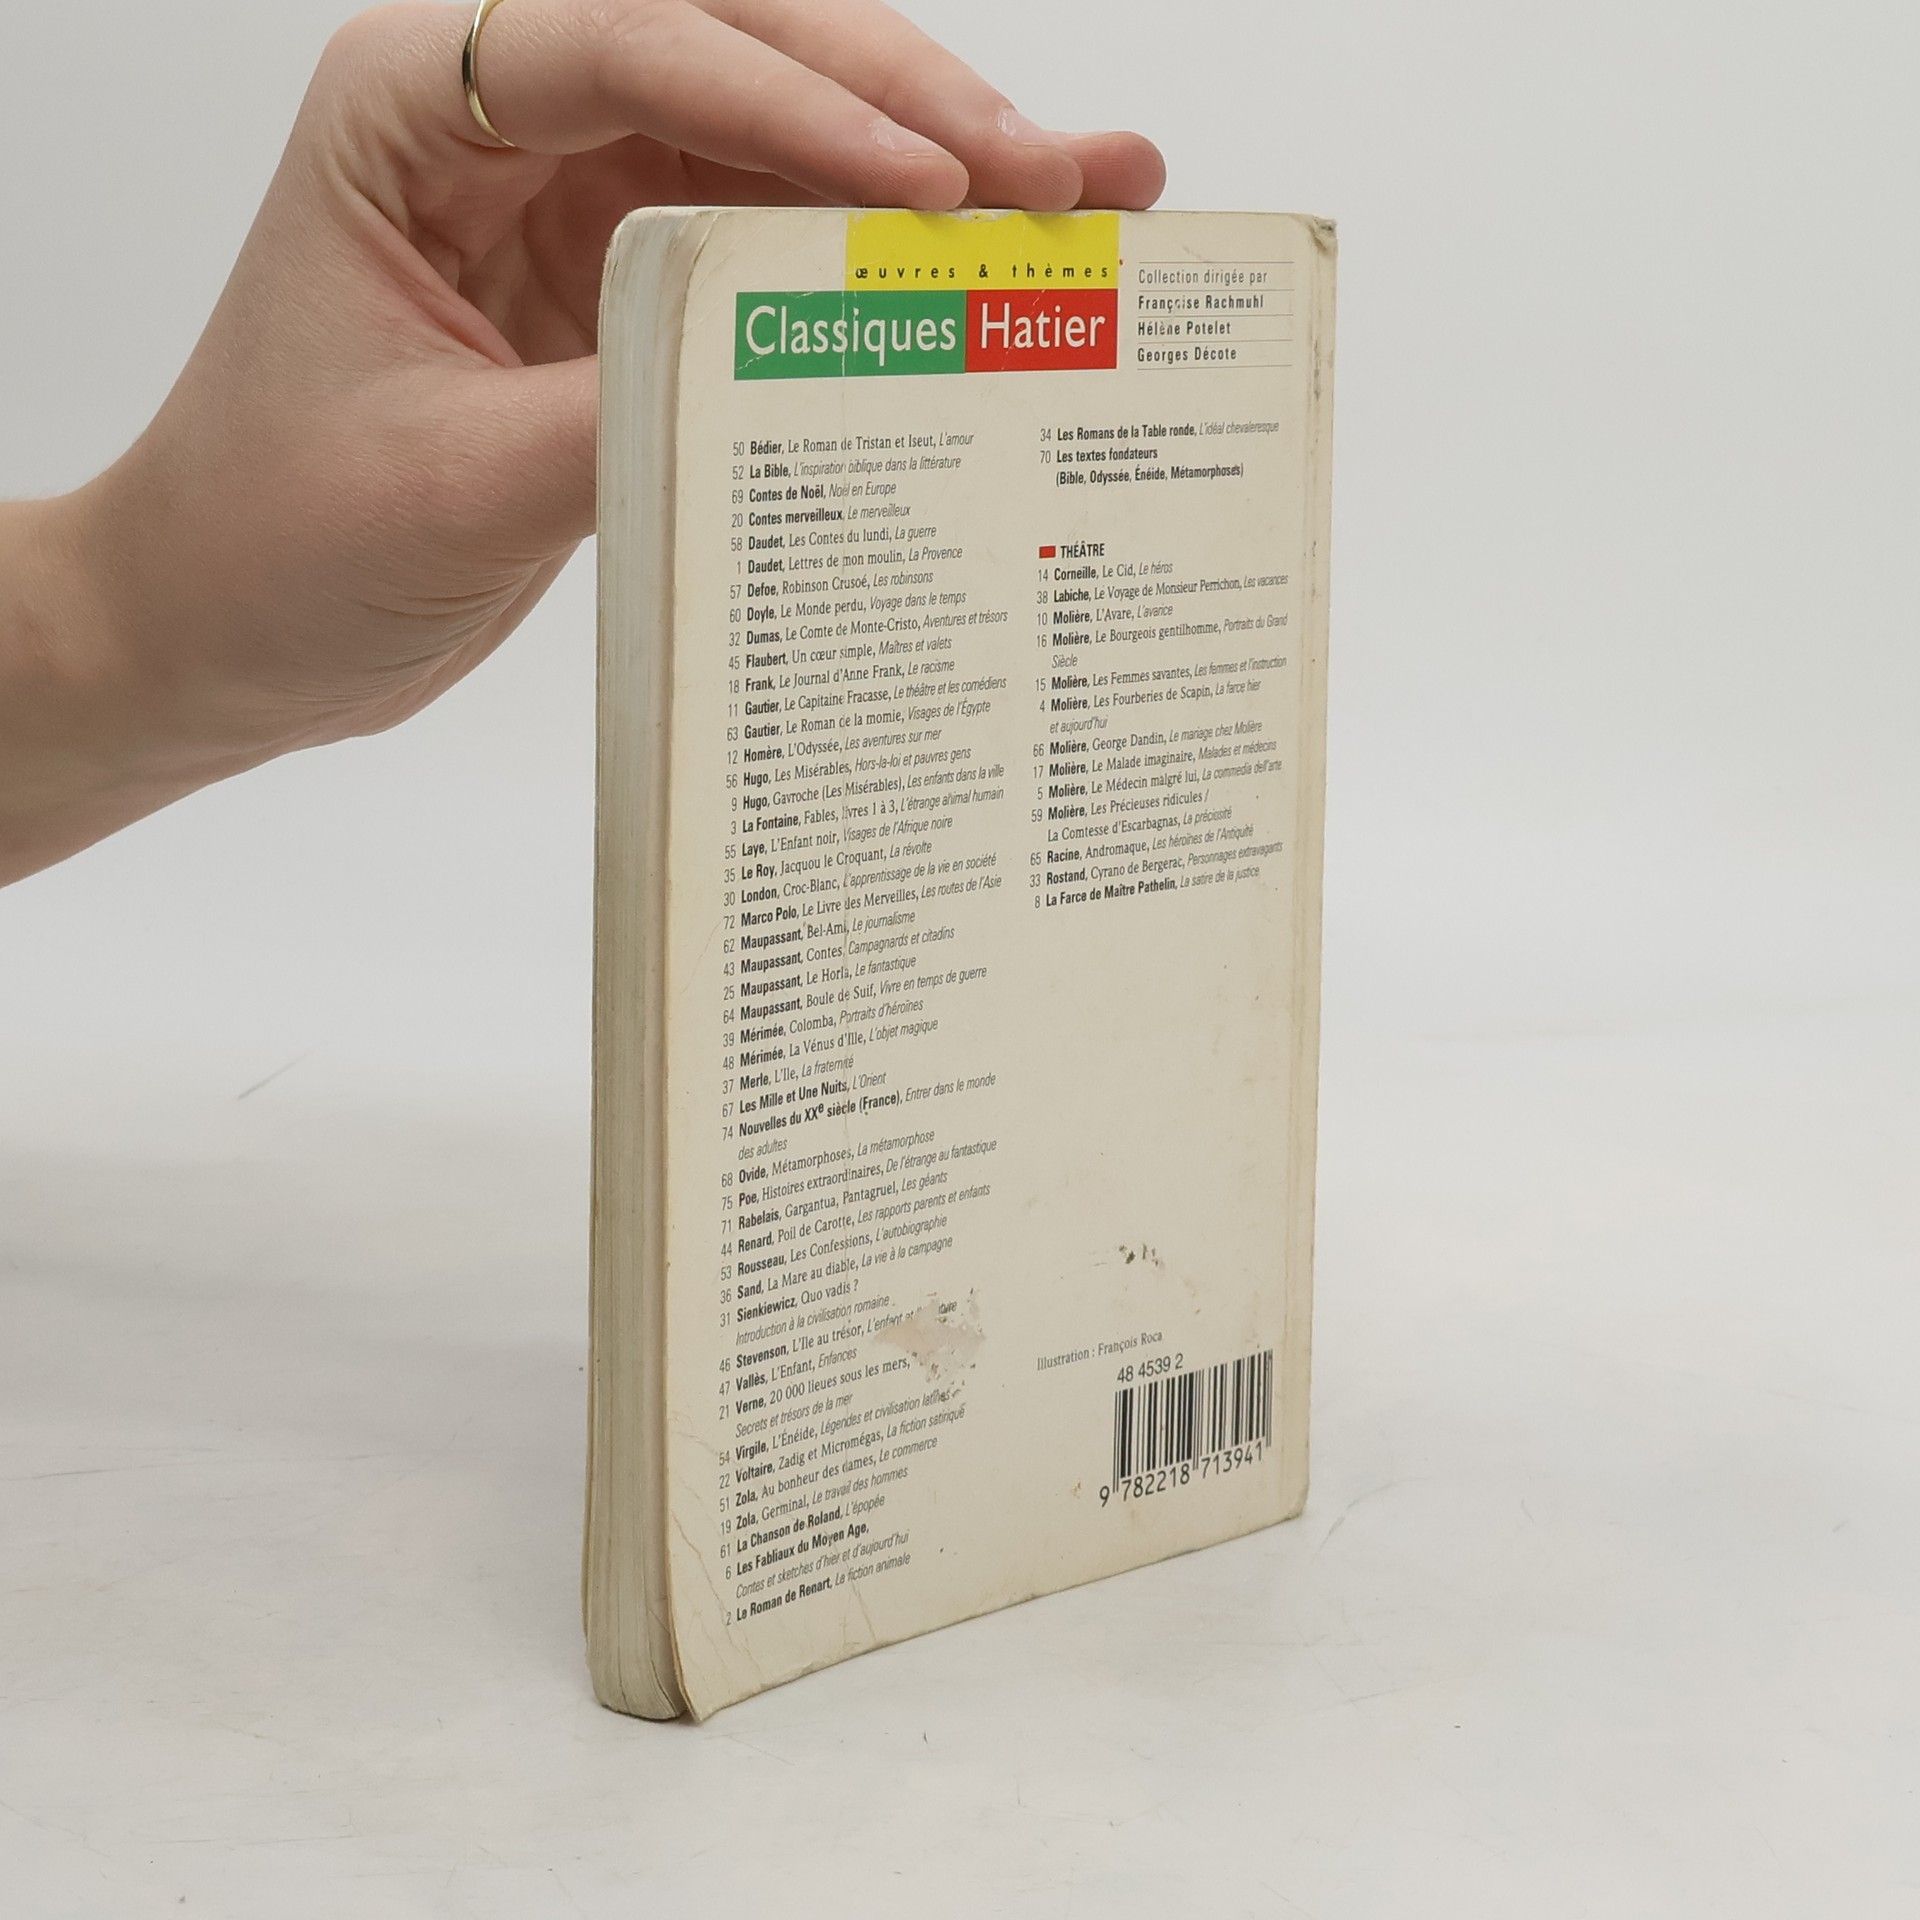 œuvres & thèmes
Classiques Hatier
Collection dirigée par
Françoise Rachmuhl
Hélène Potelet
Georges Décote
50 Bédier, Le Roman de Tristan et Iseut, L'amour
52 La Bible, L'inspiration biblique dans la littérature
69 Contes de Noël, Noël en Europe
20 Contes merveilleux, Le merveilleux
58 Daudet, Les Contes du lundi, La guerre
1 Daudet, Lettres de mon moulin, La Provence
57 Defoe, Robinson Crusoé, Les robinsons
60 Doyle, Le Monde perdu, Voyage dans le temps
32 Dumas, Le Comte de Monte-Cristo, Aventures et trésors
45 Flaubert, Un cœur simple, Maîtres et valets
18 Frank, Le Journal d'Anne Frank, Le racisme
11 Gautier, Le Capitaine Fracasse, Le théâtre et les comédiens
63 Gautier, Le Roman de la momie, Visages de l'Égypte
12 Homère, L'Odyssée, Les aventures sur mer
56 Hugo, Les Misérables, Hors-la-loi et pauvres gens
9 Hugo, Gavroche (Les Misérables), Les enfants dans la ville
3 La Fontaine, Fables, livres 1 à 3, L'étrange animal humain
55 Laye, L'Enfant noir, Visages de l'Afrique noire
35 Le Roy, Jacquou le Croquant, La révolte
30 London, Croc-Blanc, L'apprentissage de la vie en société
72 Marco Polo, Le Livre des Merveilles, Les routes de l'Asie
62 Maupassant, Bel-Ami, Le journalisme
43 Maupassant, Contes, Campagnards et citadins
25 Maupassant, Le Horla, Le fantastique
64 Maupassant, Boule de Suif, Vivre en temps de guerre
39 Mérimée, Colomba, Portraits d'héroïnes
48 Mérimée, La Vénus d'Ille, L'objet magique
37 Merle, L'Ile, La fraternité
67 Les Mille et Une Nuits, L'Orient
74 Nouvelles du XXe siècle (France), Entrer dans le monde
des adultes
68 Ovide, Métamorphoses, La métamorphose
75 Poe, Histoires extraordinaires, De l'étrange au fantastique
71 Rabelais, Gargantua, Pantagruel, Les géants
44 Renard, Poil de Carotte, Les rapports parents et enfants
53 Rousseau, Les Confessions, L'autobiographie
36 Sand, La Mare au diable, La vie à la campagne
31 Sienkiewicz, Quo vadis ?
Introduction à la civilisation romaine
46 Stevenson, L'Ile au trésor, L'enfant et
47 Vallès, L'Enfant, Enfances
21 Verne, 20 000 lieues sous les mers,
Secrets et trésors de la mer
54 Virgile, L'Énéide, Légendes et civilisation latines
22 Voltaire, Zadig et Micromégas, La fiction satirique
51 Zola, Au bonheur des dames, Le commerce
19 Zola, Germinal, Le travail des hommes
61 La Chanson de Roland, L'épopée
6 Les Fabliaux du Moyen Age,
Contes et sketches d'hier et d'aujourd'hui
2 Le Roman de Renart, La fiction animale
34 Les Romans de la Table ronde, L'idéal chevaleresque
70 Les textes fondateurs
(Bible, Odyssée, Énéide, Métamorphoses)
THÉÂTRE
14 Corneille, Le Cid, Le héros
38 Labiche, Le Voyage de Monsieur Perrichon, Les vacances
10 Molière, L'Avare, L'avarice
16 Molière, Le Bourgeois gentilhomme, Portraits du Grand
Siècle
15 Molière, Les Femmes savantes, Les femmes et l'instruction
4 Molière, Les Fourberies de Scapin, La farce hier
et aujourd'hui
66 Molière, George Dandin, Le mariage chez Molière
17 Molière, Le Malade imaginaire, Malades et médecins
5 Molière, Le Médecin malgré lui, La commedia dell'arte
59 Molière, Les Précieuses ridicules /
La Comtesse d'Escarbagnas, La préciosité
65 Racine, Andromaque, Les héroïnes de l'Antiquité
33 Rostand, Cyrano de Bergerac, Personnages extravagants
8 La Farce de Maître Pathelin, La satire de la justice
Illustration : François Roca
48 4539 2
9 782218 713941